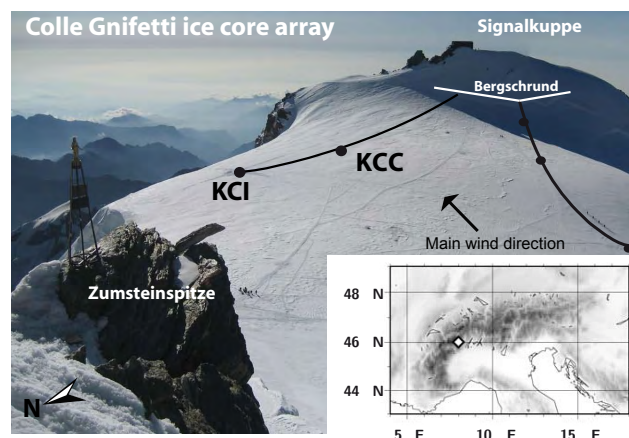 Colle Gnifetti ice core array
Signalkuppe
Bergschrund
KCC
KCI
Main wind direction
Zumsteinspitze
N
48 N
46 N
44 N
5 E 10 E 15 E